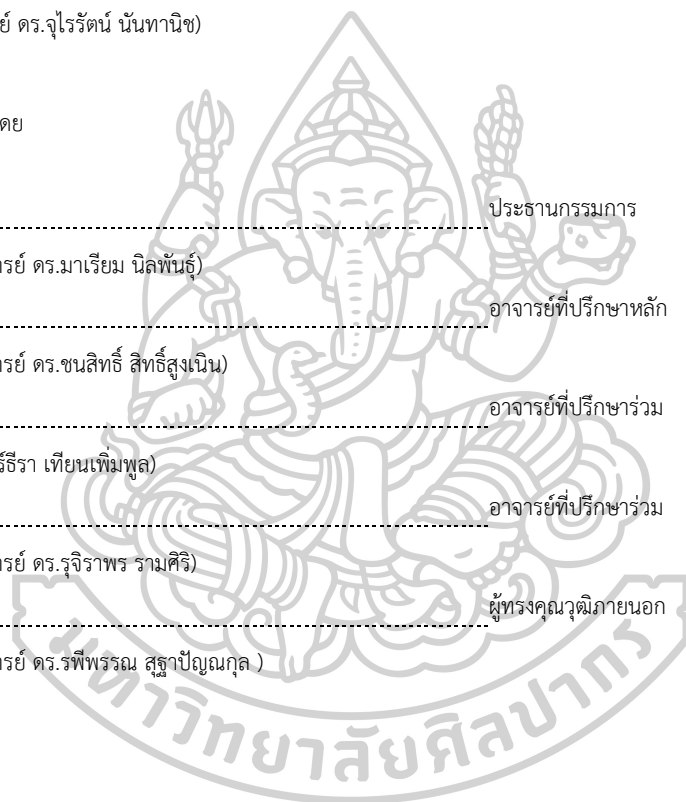 ย์ ดร.จุไรรัตน์ นันทานิช)
ดย
ประธานกรรมการ
ารย์ ดร.มาเรียม นิลพันธุ์)
อาจารย์ที่ปรึกษาหลัก
ารย์ ดร.ชนสิทธิ์ สิทธิ์สูงเนิน)
อาจารย์ที่ปรึกษาร่วม
ร์ธีรา เทียนเพิ่มพูล)
อาจารย์ที่ปรึกษาร่วม
ารย์ ดร.รุจิราพร รามศิริ)
ผู้ทรงคุณวุฒิภายนอก
ารย์ ดร.รพีพรรณ สุฐาปัญณกุล )
มหาวิทยาลัยศิลปากร